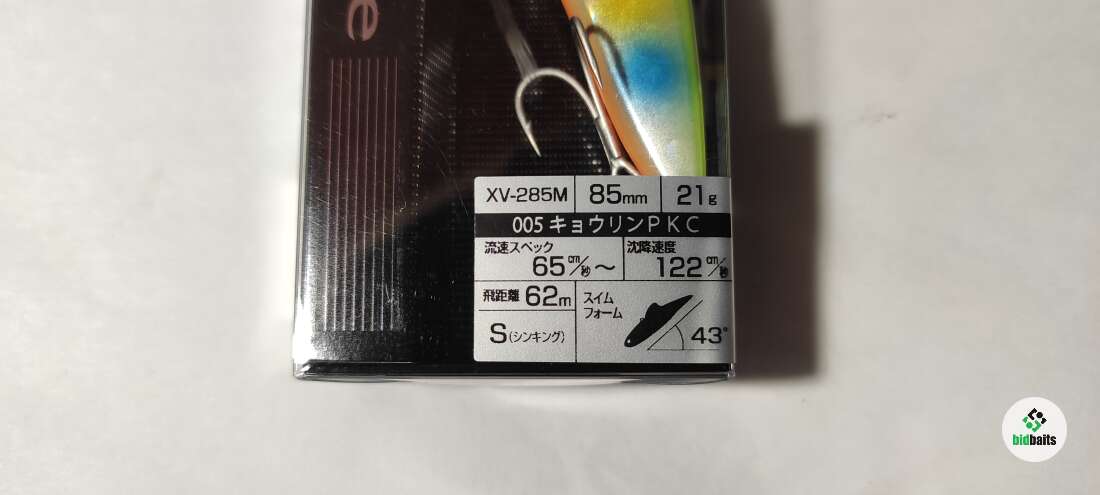 e
XV-285M 85mm 21g
005 キョウリンPKC
流速スペック 65cm/秒～
沈降速度 122cm/秒
飛距離 62m
S(シンキング)
スイム
フォーム
43°
bidbaits